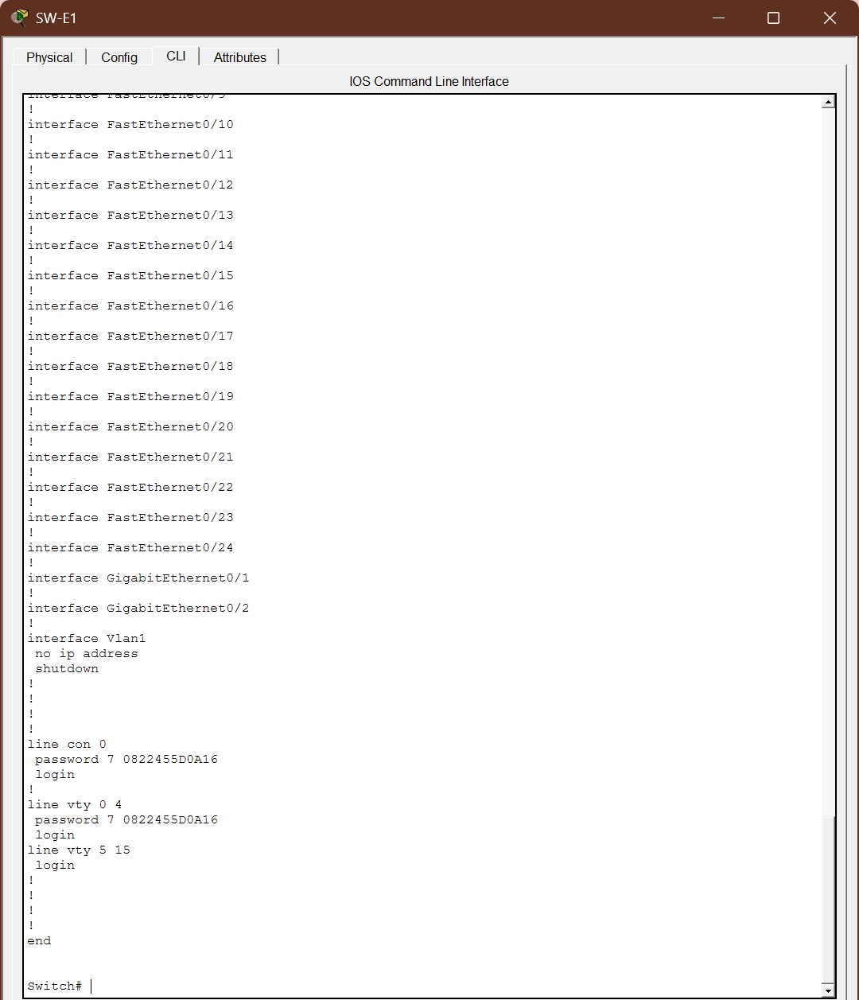 SW-E1
Physical Config CLI Attributes
IOS Command Line Interface
interface FastEthernet0/9
!
interface FastEthernet0/10
!
interface FastEthernet0/11
!
interface FastEthernet0/12
!
interface FastEthernet0/13
!
interface FastEthernet0/14
!
interface FastEthernet0/15
!
interface FastEthernet0/16
!
interface FastEthernet0/17
!
interface FastEthernet0/18
!
interface FastEthernet0/19
!
interface FastEthernet0/20
!
interface FastEthernet0/21
!
interface FastEthernet0/22
!
interface FastEthernet0/23
!
interface FastEthernet0/24
!
interface GigabitEthernet0/1
!
interface GigabitEthernet0/2
!
interface Vlan1
 no ip address
 shutdown
!
!
!
!
line con 0
 password 7 0822455D0A16
 login
!
line vty 0 4
 password 7 0822455D0A16
 login
line vty 5 15
 login
!
!
!
!
end
Switch#